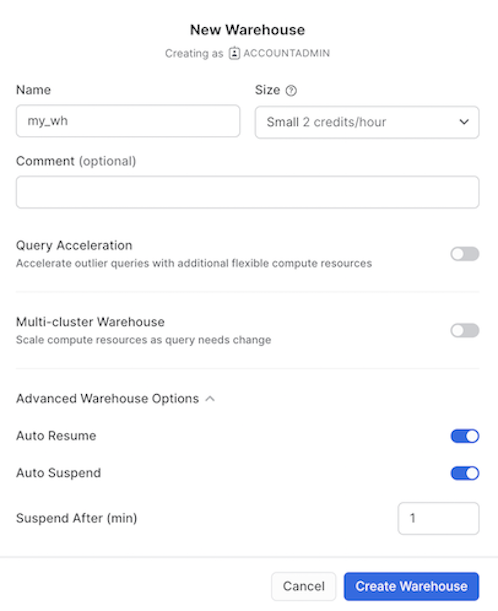 New Warehouse
Creating as ACCOUNTADMIN
Name
Size ?
my_wh
Small 2 credits/hour
Comment (optional)
Query Acceleration
Accelerate outlier queries with additional flexible compute resources
Multi-cluster Warehouse
Scale compute resources as query needs change
Advanced Warehouse Options
Auto Resume
Auto Suspend
Suspend After (min)
1
Cancel
Create Warehouse